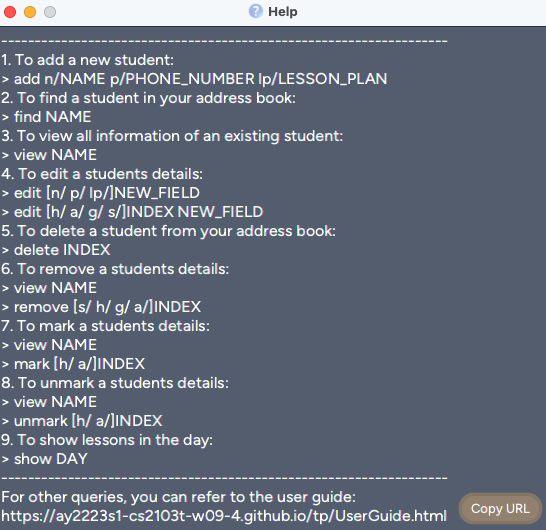 Help
-------------------------------------------------------------------
1. To add a new student:
> add n/NAME p/PHONE_NUMBER lp/LESSON_PLAN
2. To find a student in your address book:
> find NAME
3. To view all information of an existing student:
> view NAME
4. To edit a students details:
> edit [n/ p/ lp/]NEW_FIELD
> edit [h/ a/ g/ s/]INDEX NEW_FIELD
5. To delete a student from your address book:
> delete INDEX
6. To remove a students details:
> view NAME
> remove [s/ h/ g/ a/]INDEX
7. To mark a students details:
> view NAME
> mark [h/ a/]INDEX
8. To unmark a students details:
> view NAME
> unmark [h/ a/]INDEX
9. To show lessons in the day:
> show DAY
-------------------------------------------------------------------
For other queries, you can refer to the user guide:
https://ay2223s1-cs2103t-w09-4.github.io/tp/UserGuide.html
Copy URL